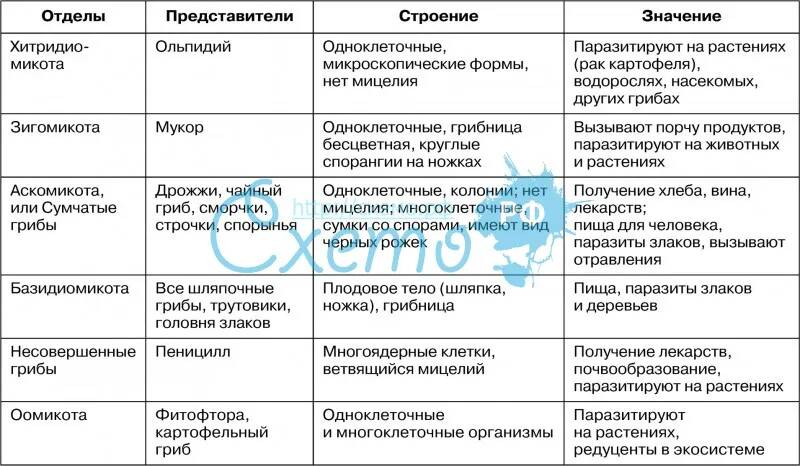 Отделы Представители Строение Значение
Хитридио-
микота
Ольпидий
Одноклеточные,
микроскопические формы,
нет мицелия
Паразитируют на растениях
(рак картофеля),
водорослях, насекомых,
других грибах
Зигомикота
Мукор
Одноклеточные, грибница
бесцветная, круглые
спорангии на ножках
Вызывают порчу продуктов,
паразитируют на животных
и растениях
Аскомикота,
или Сумчатые
грибы
Дрожжи, чайный
гриб, сморчки,
строчки, спорынья
Одноклеточные, колонии; нет
мицелия; многоклеточные,
сумки со спорами, имеют вид
черных рожек
Получение хлеба, вина,
лекарств;
пища для человека,
паразиты злаков, вызывают
отравления
Базидиомикота
Все шляпочные
грибы, трутовики,
головня злаков
Плодовое тело (шляпка,
ножка), грибница
Пища, паразиты злаков
и деревьев
Несовершенные
грибы
Пеницилл
Многоядерные клетки,
ветвящийся мицелий
Получение лекарств,
почвообразование,
паразитируют на растениях
Оомикота
Фитофтора,
картофельный
гриб
Одноклеточные
и многоклеточные организмы
Паразитируют
на растениях,
редуценты в экосистеме
Схемо
РФ